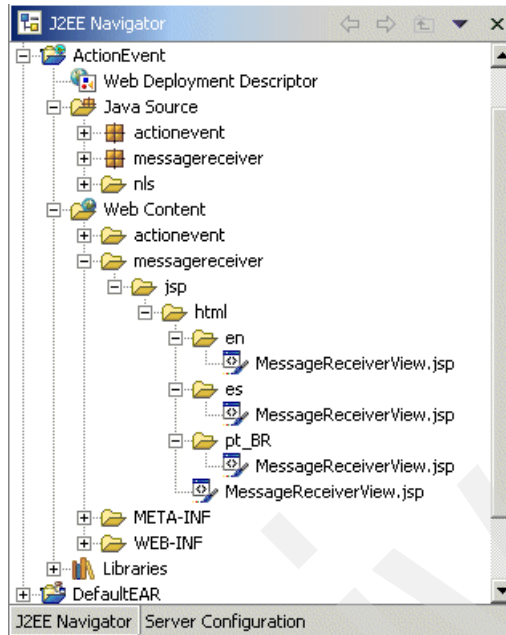 J2EE Navigator
ActionEvent
Web Deployment Descriptor
Java Source
actionevent
messagereceiver
nls
Web Content
actionevent
messagereceiver
jsp
html
en
MessageReceiverView.jsp
es
MessageReceiverView.jsp
pt_BR
MessageReceiverView.jsp
MessageReceiverView.jsp
META-INF
WEB-INF
Libraries
DefaultEAR
J2EE Navigator Server Configuration